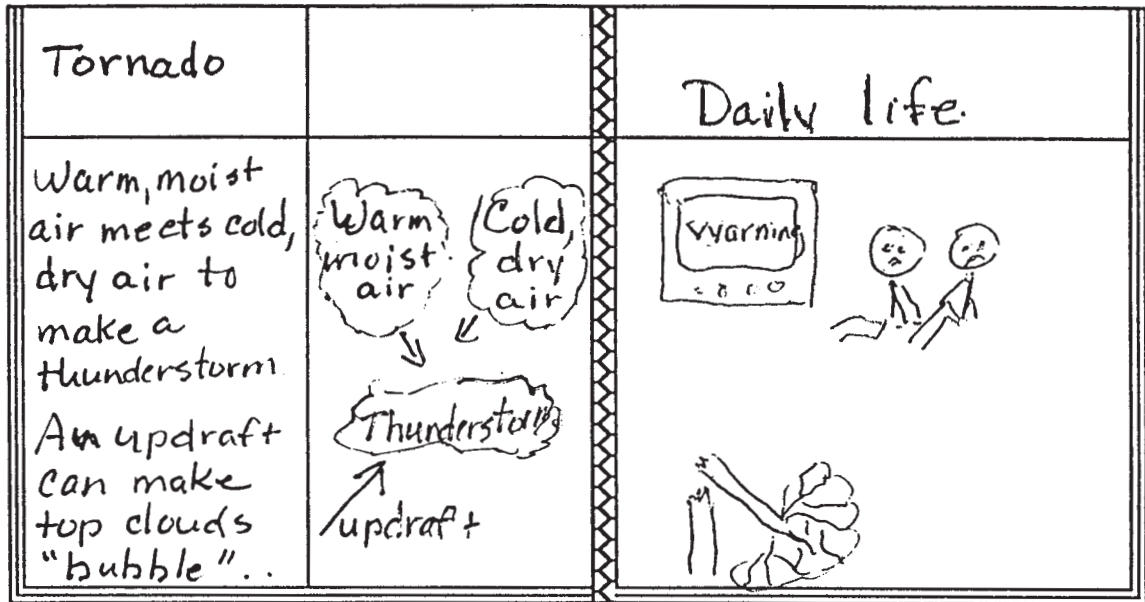 Tornado
Daily life.
Warm, moist
air meets cold,
dry air to
make a
thunderstorm
An updraft
can make
top clouds
"bubble"...
Warm
moist
air
Cold,
dry
air
Thunderstorm
updraft
Warning